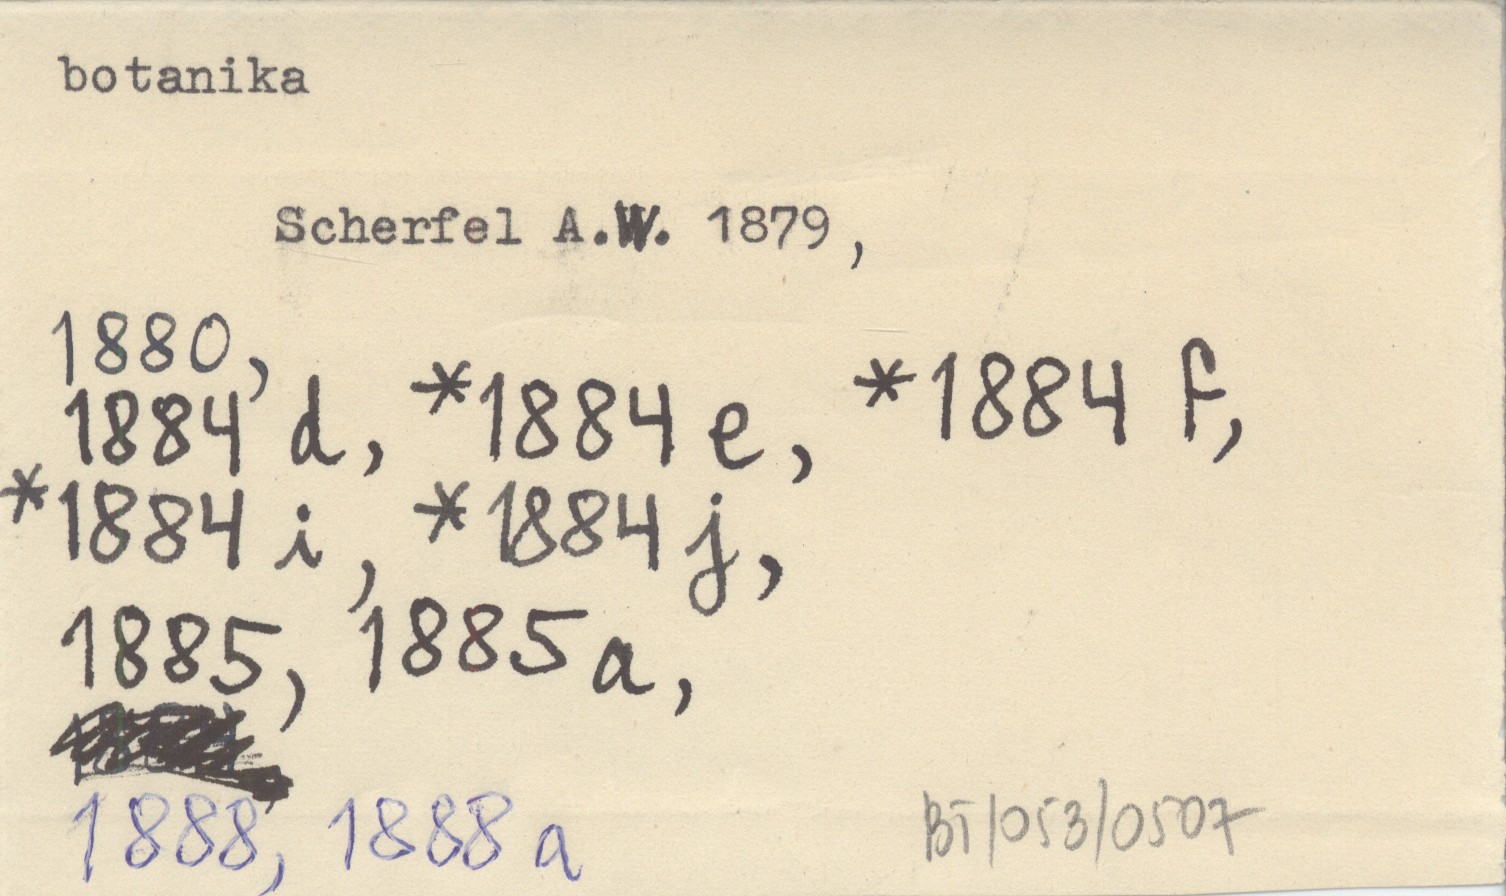 botanika
Scherfel A.W. 1879,
1880,
1884 d, *1884 e, *1884 f,
*1884 i, *1884 j,
1885, 1885 a,
1888, 1888 a
BT/053/0507